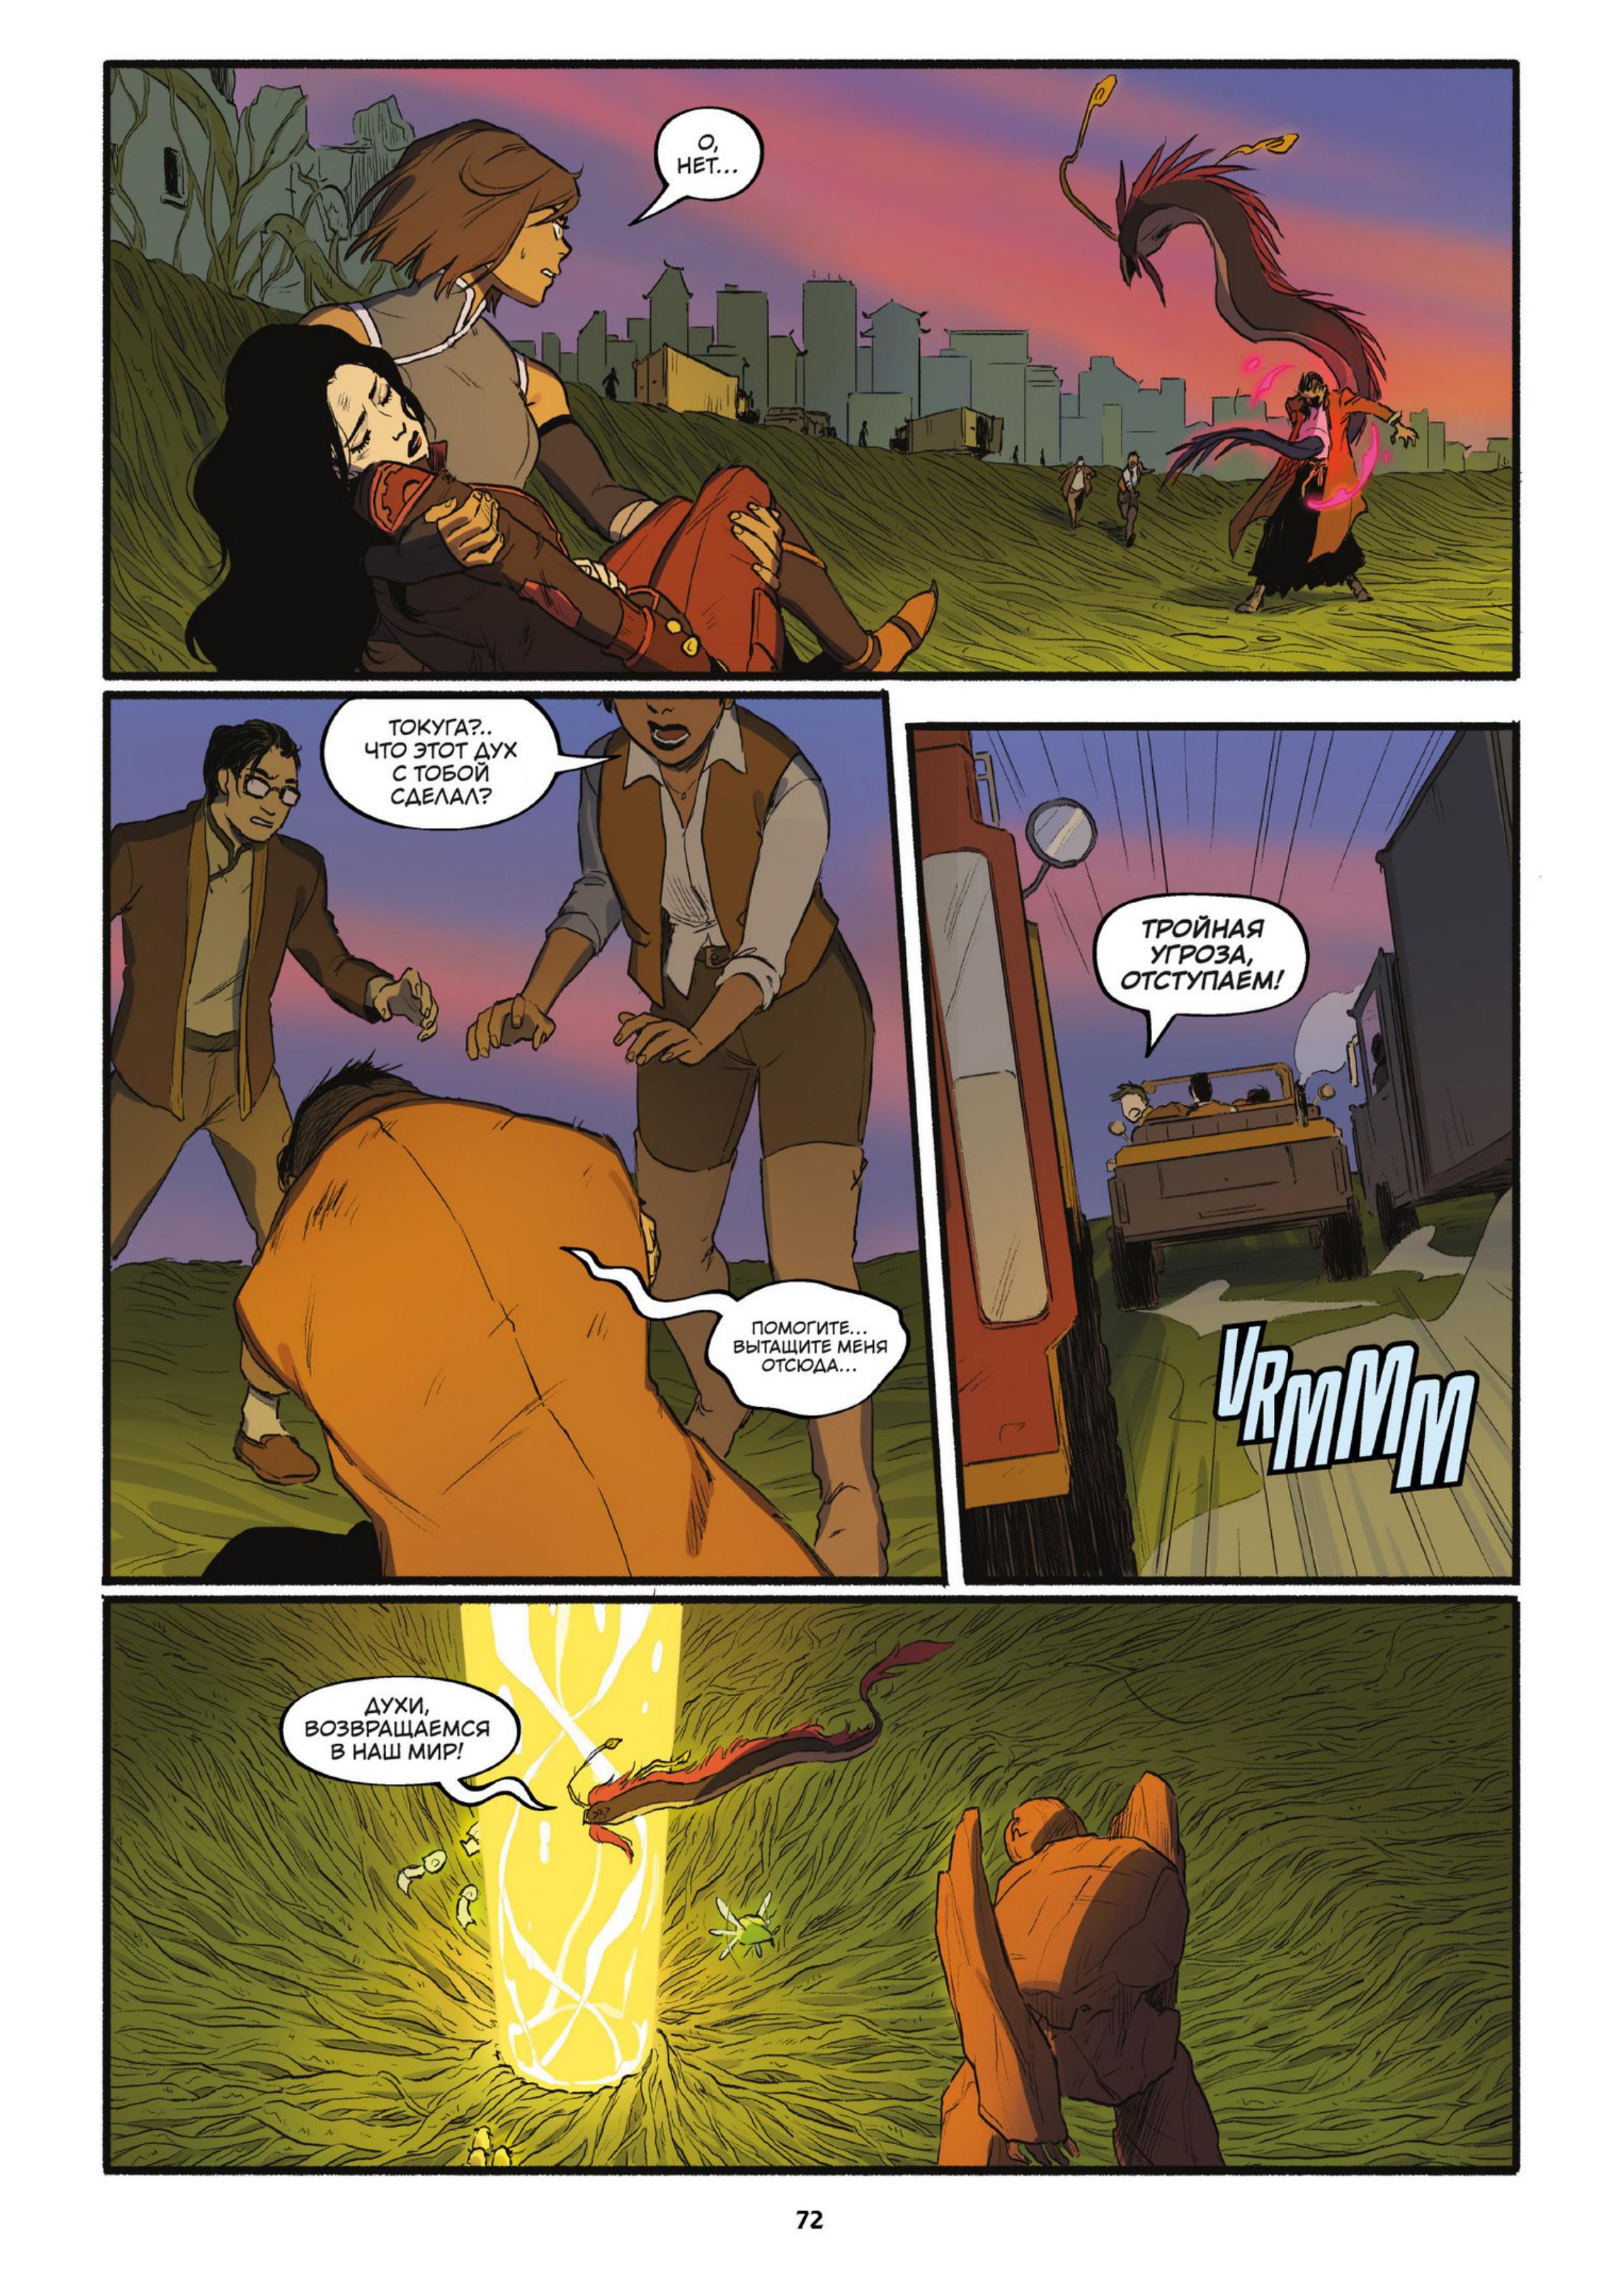 О,
НЕТ...
ТОКУГА?..
ЧТО ЭТОТ ДУХ
С ТОБОЙ
СДЕЛАЛ?
ПОМОГИТЕ...
ВЫТАЩИТЕ МЕНЯ
ОТСЮДА...
ТРОЙНАЯ
УГРОЗА,
ОТСТУПАЕМ!
VRMMMM
ДУХИ,
ВОЗВРАЩАЕМСЯ
В НАШ МИР!
72